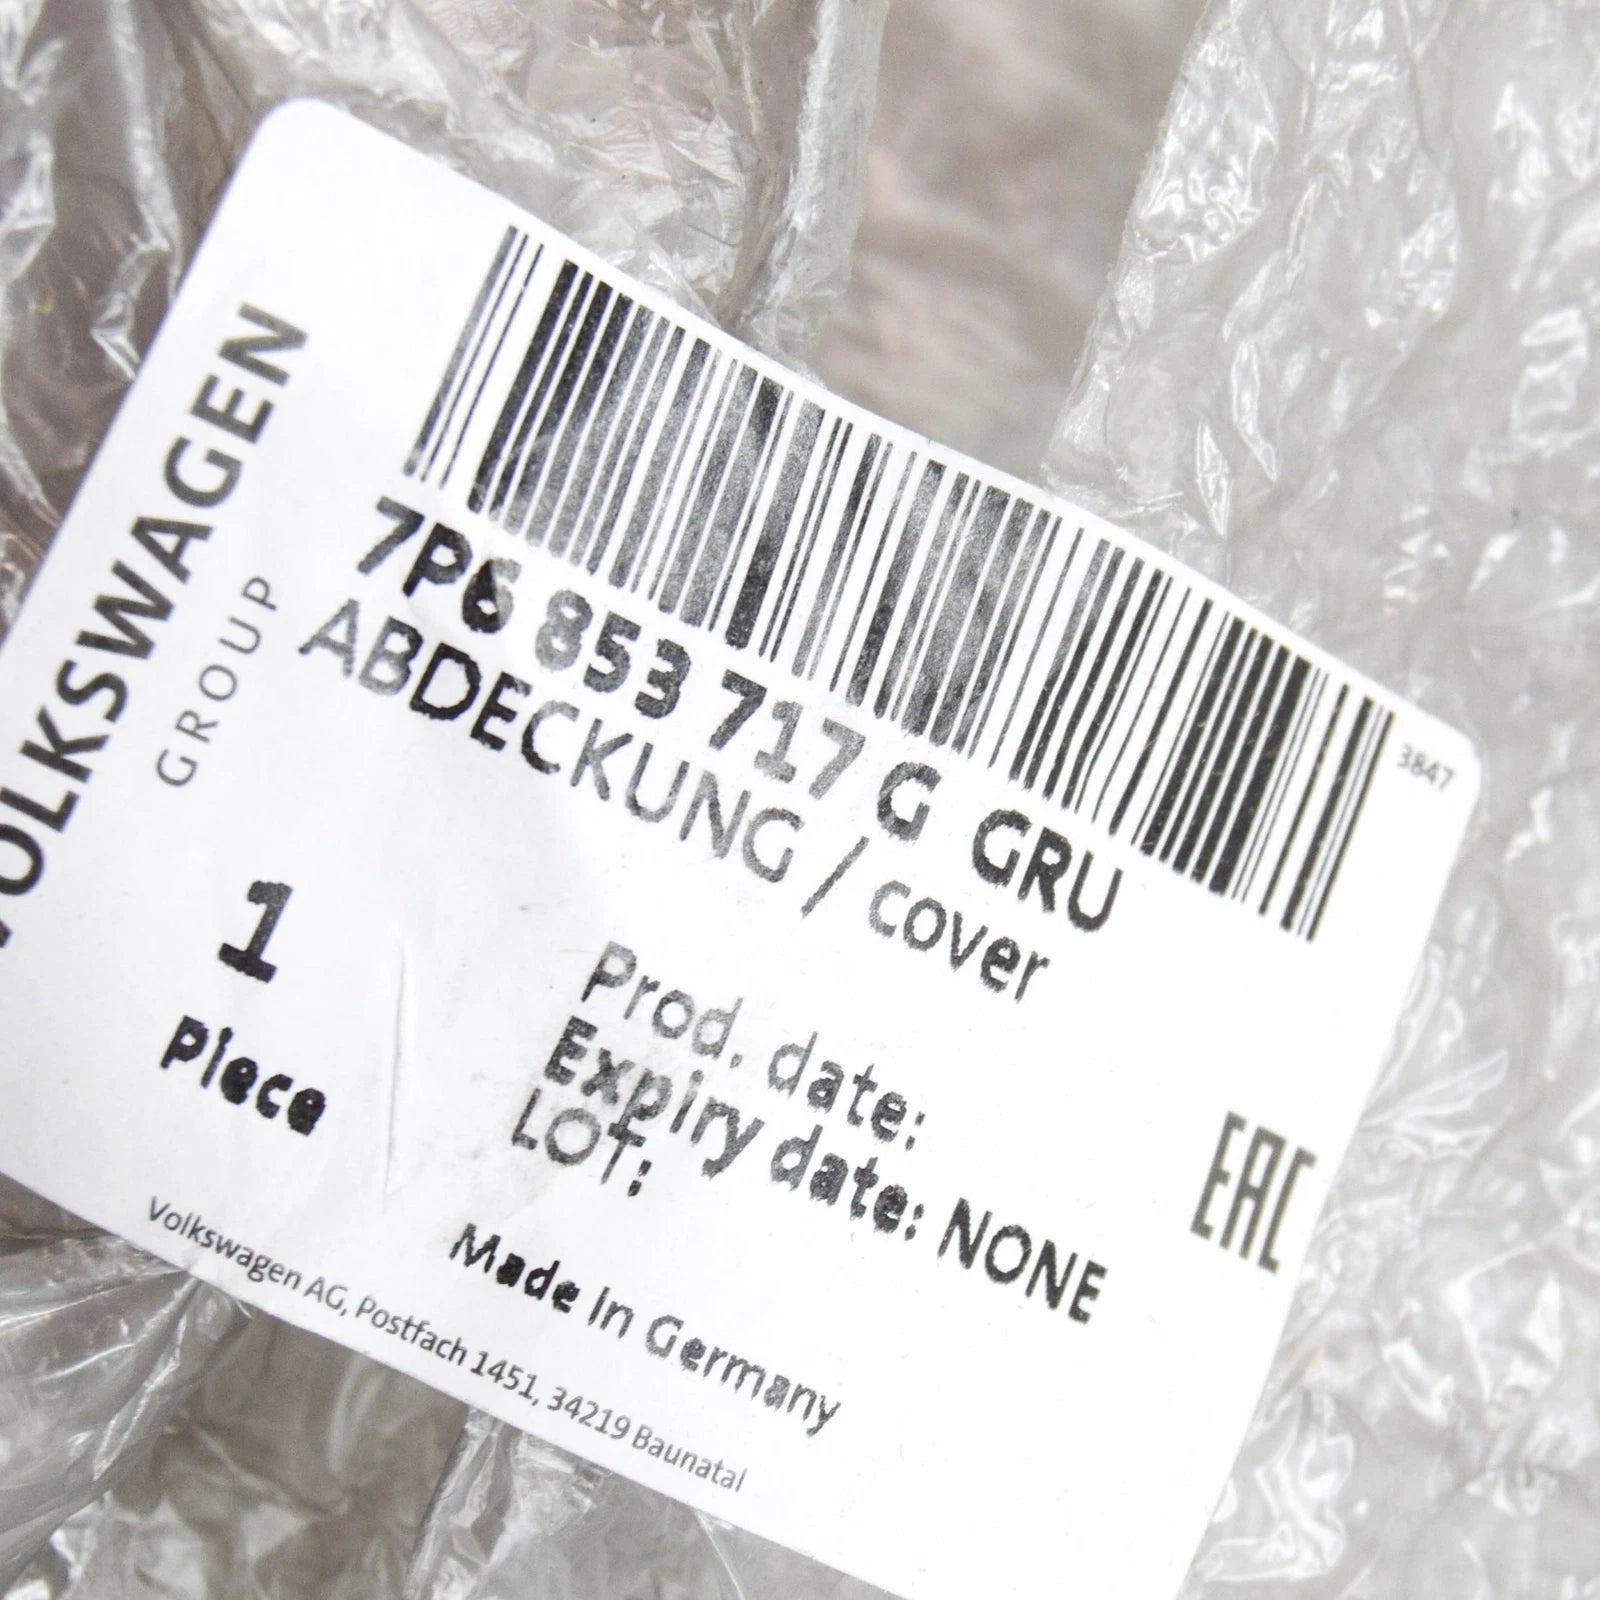 VOLKSWAGEN
GROUP
3847
7P6 853 717 G GRU
ABDECKUNG / cover
1
Piece
Prod. date:
Expiry date: NONE
LOT:
EAC
Made in Germany
Volkswagen AG, Postfach 1451, 34219 Baunatal